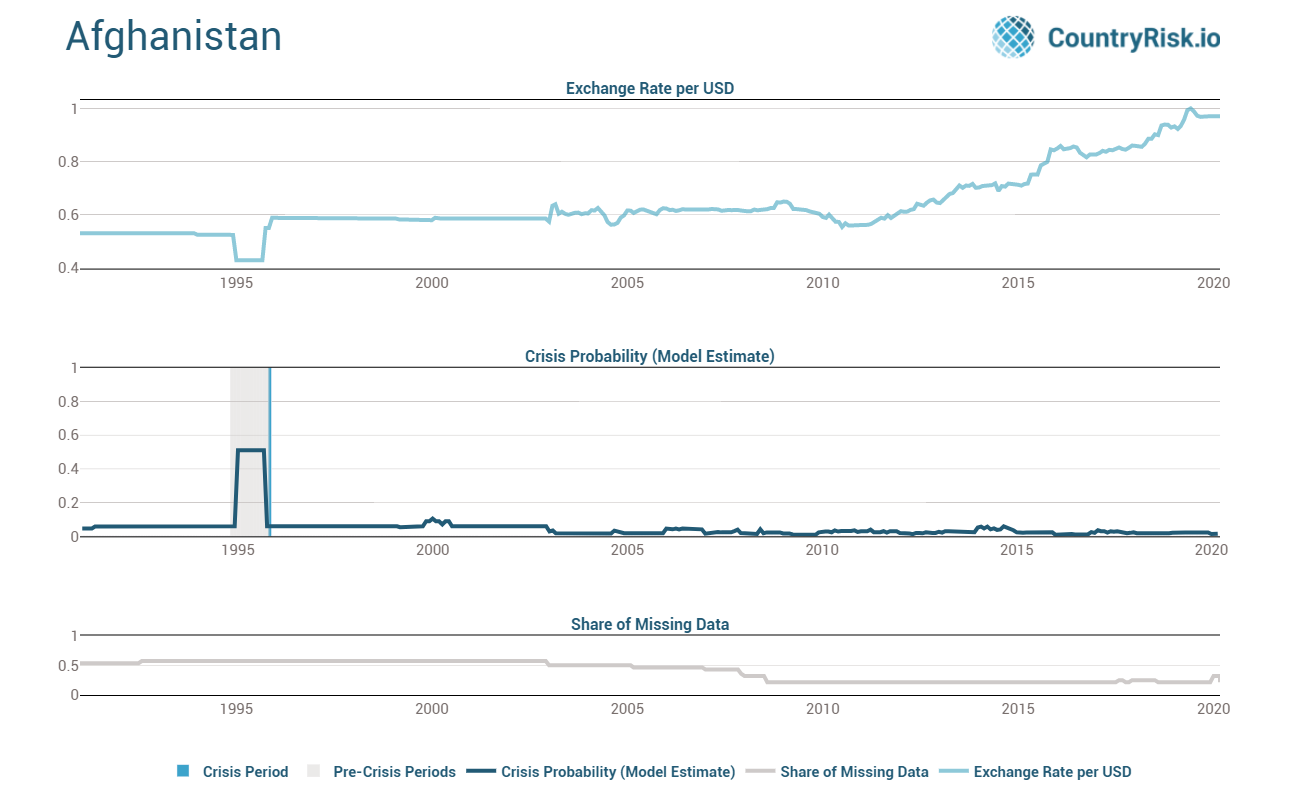 Afghanistan
CountryRisk.io
Exchange Rate per USD
1
0.8
0.6
0.4
1995 2000 2005 2010 2015 2020
Crisis Probability (Model Estimate)
1
0.8
0.6
0.4
0.2
0
1995 2000 2005 2010 2015 2020
Share of Missing Data
1
0.5
0
1995 2000 2005 2010 2015 2020
Crisis Period Pre-Crisis Periods Crisis Probability (Model Estimate) Share of Missing Data Exchange Rate per USD